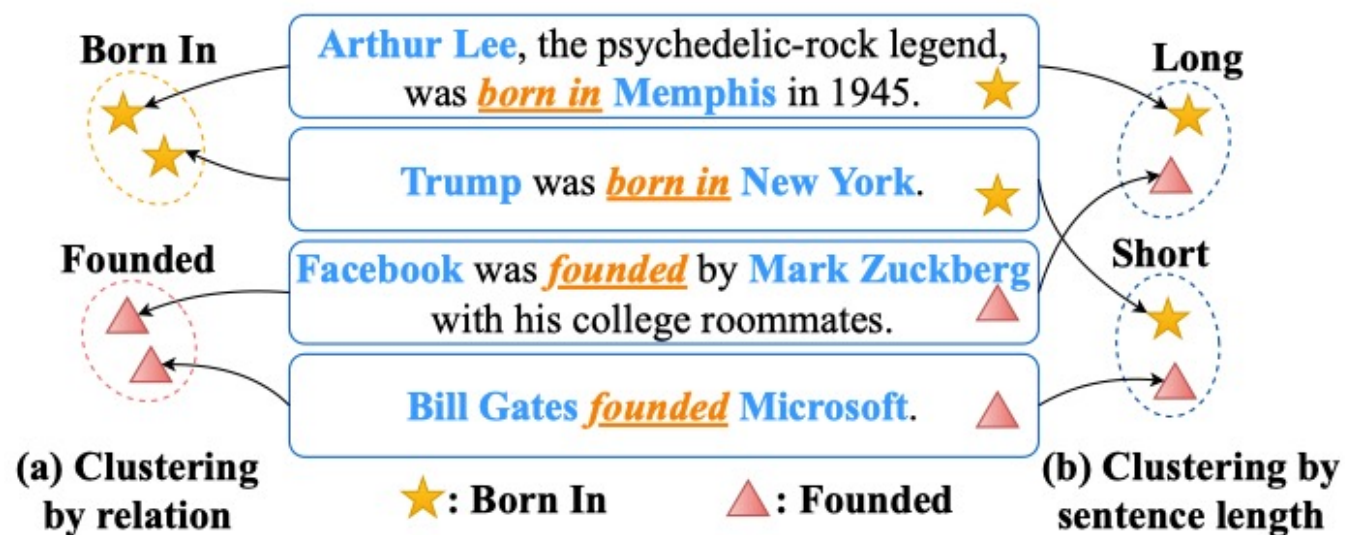 Born In
Arthur Lee, the psychedelic-rock legend,
was born in Memphis in 1945.
Long
Trump was born in New York.
Founded
Facebook was founded by Mark Zuckberg
with his college roommates.
Short
Bill Gates founded Microsoft.
(a) Clustering
by relation
: Born In
: Founded
(b) Clustering by
sentence length